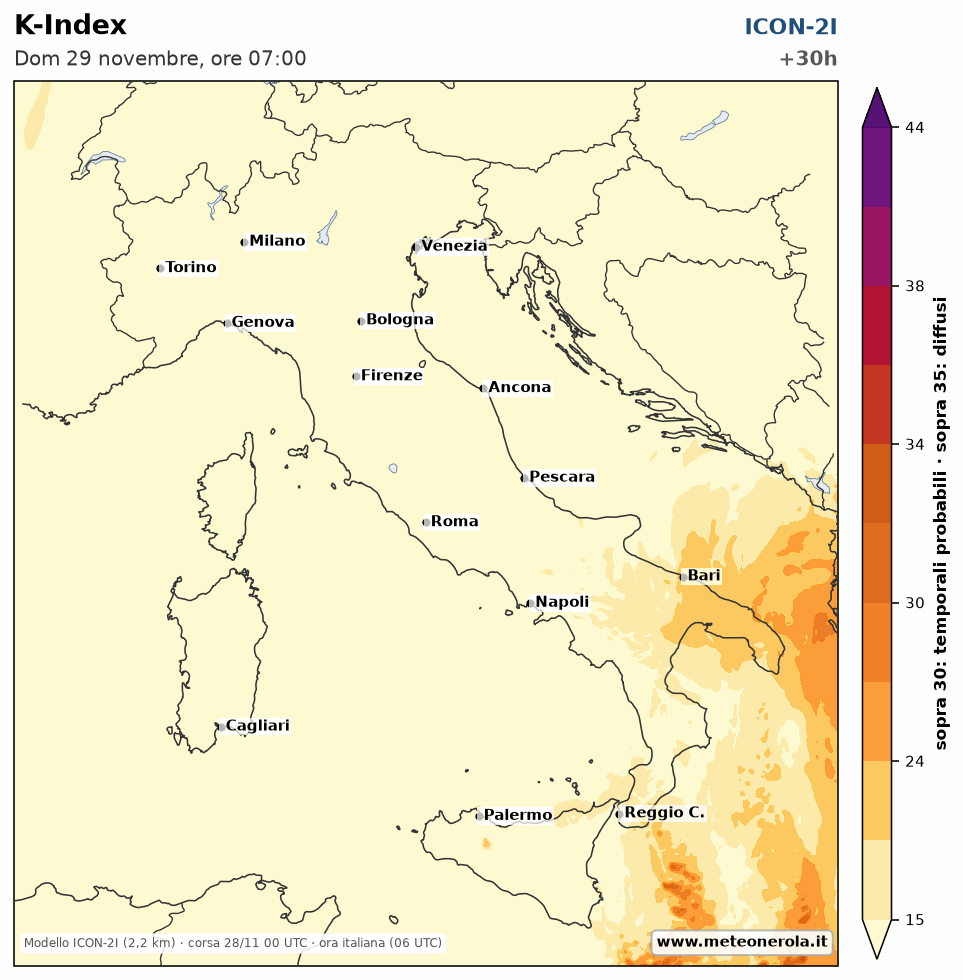 K-Index
ICON-2I
Dom 29 novembre, ore 07:00
+30h
Milano
Venezia
Torino
Genova
Bologna
Firenze
Ancona
Pescara
Roma
Bari
Napoli
Cagliari
Palermo
Reggio C.
44
38
34
30
24
15
sopra 30: temporali probabili · sopra 35: diffusi
Modello ICON-2I (2,2 km) · corsa 28/11 00 UTC · ora italiana (06 UTC)
www.meteonerola.it